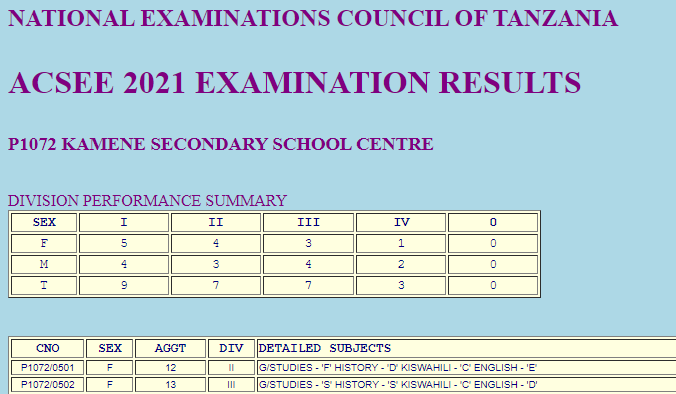 NATIONAL EXAMINATIONS COUNCIL OF TANZANIA
ACSEE 2021 EXAMINATION RESULTS
P1072 KAMENE SECONDARY SCHOOL CENTRE
DIVISION PERFORMANCE SUMMARY
SEX I II III IV 0
F 5 4 3 1 0
M 4 3 4 2 0
T 9 7 7 3 0
CNO SEX AGGT DIV DETAILED SUBJECTS
P1072/0501 F 12 II G/STUDIES - 'F' HISTORY - 'D' KISWAHILI - 'C' ENGLISH - 'E'
P1072/0502 F 13 III G/STUDIES - 'S' HISTORY - 'S' KISWAHILI - 'C' ENGLISH - 'D'